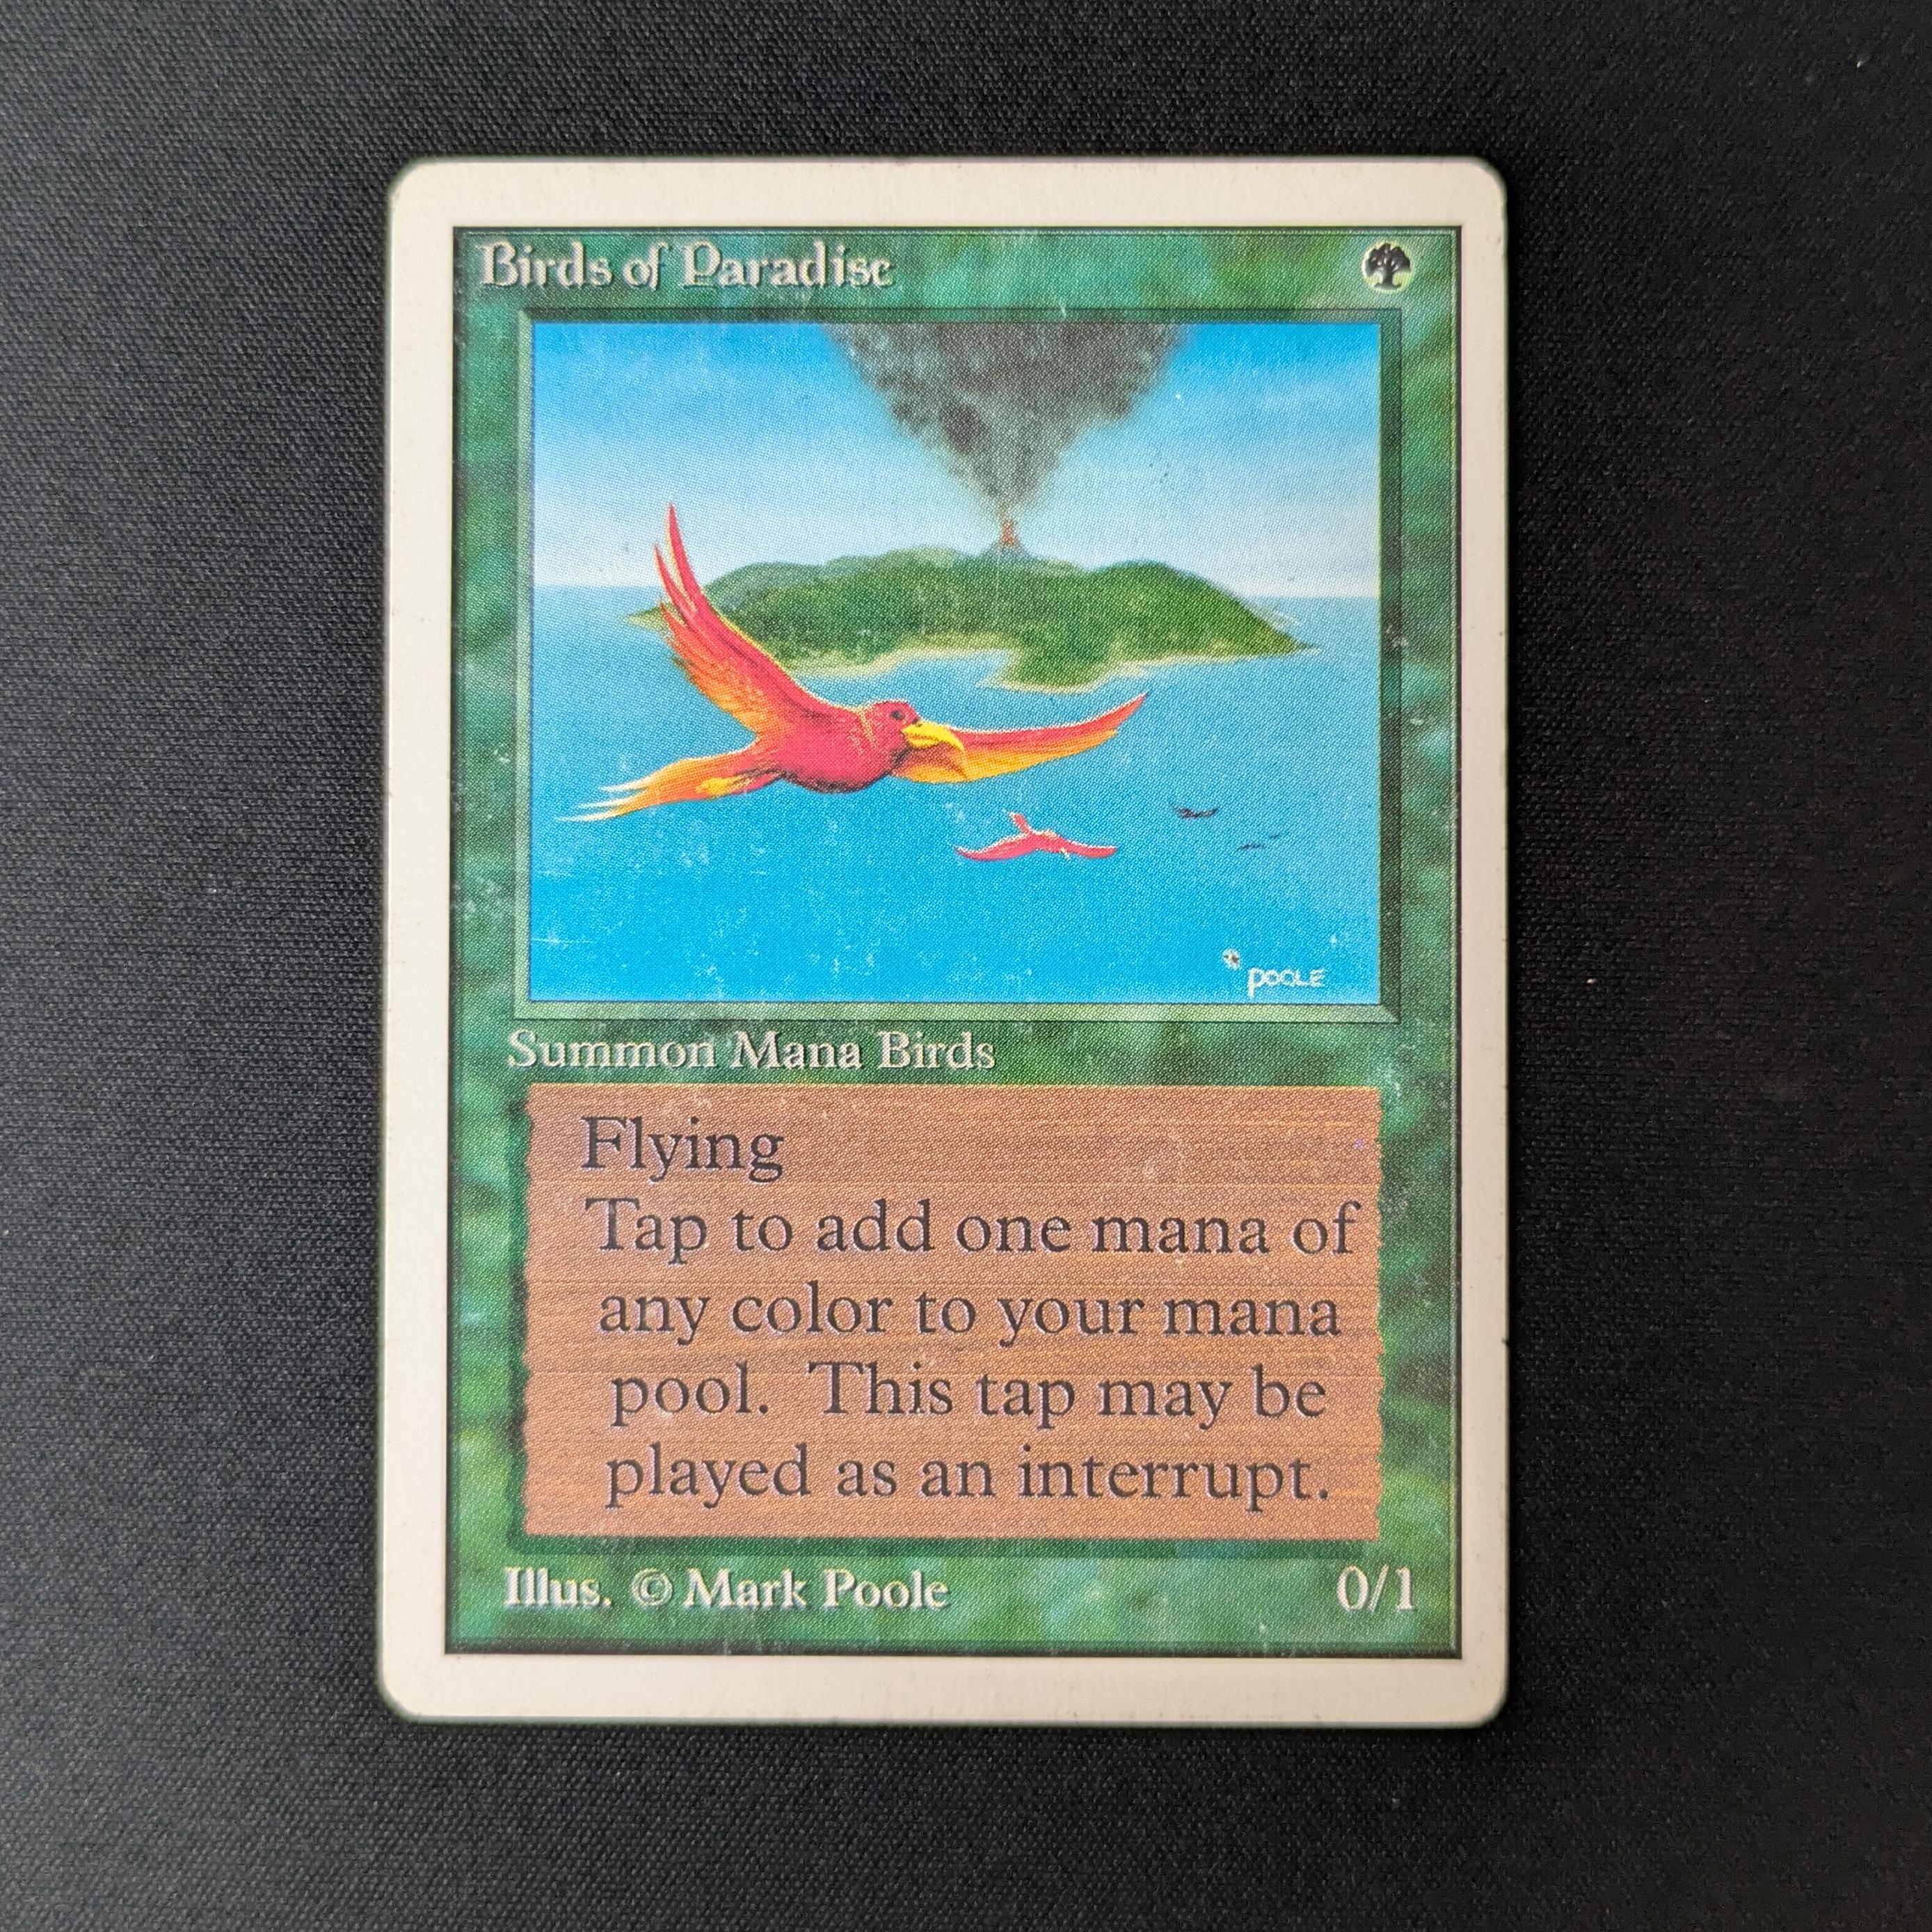 Birds of Paradise
POOLE
Summon Mana Birds
Flying
Tap to add one mana of
any color to your mana
pool. This tap may be
played as an interrupt.
Illus. © Mark Poole
0/1